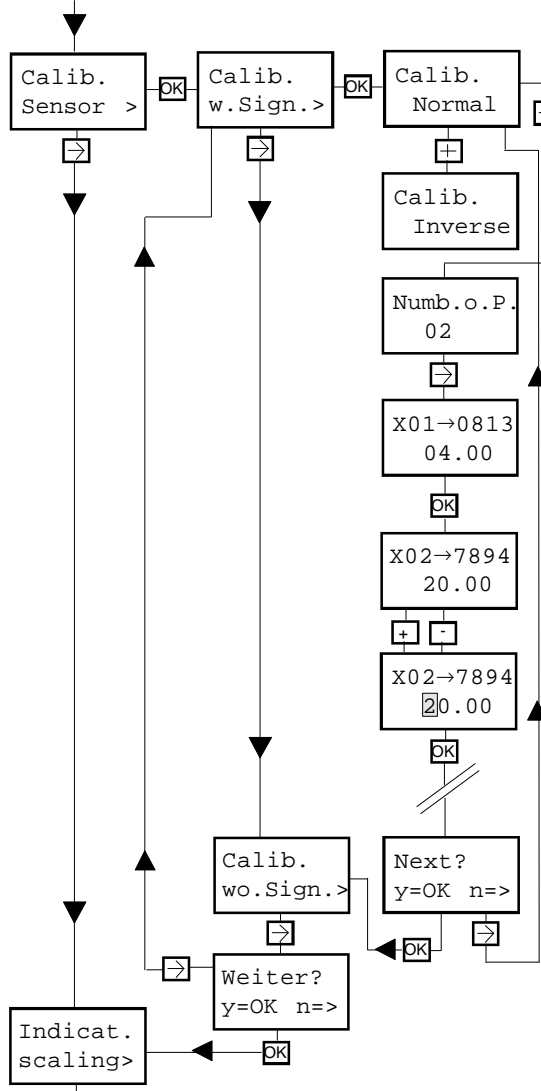 Calib.
Sensor >
OK
Calib.
w.Sign.>
OK
Calib.
Normal
→
→
+
Calib.
Inverse
Numb.o.P.
02
→
X01→0813
04.00
OK
X02→7894
20.00
+ -
X02→7894
20.00
OK
Calib.
wo.Sign.>
Next?
y=OK n=>
→
→
OK
→
Weiter?
y=OK n=>
OK
Indicat.
scaling>